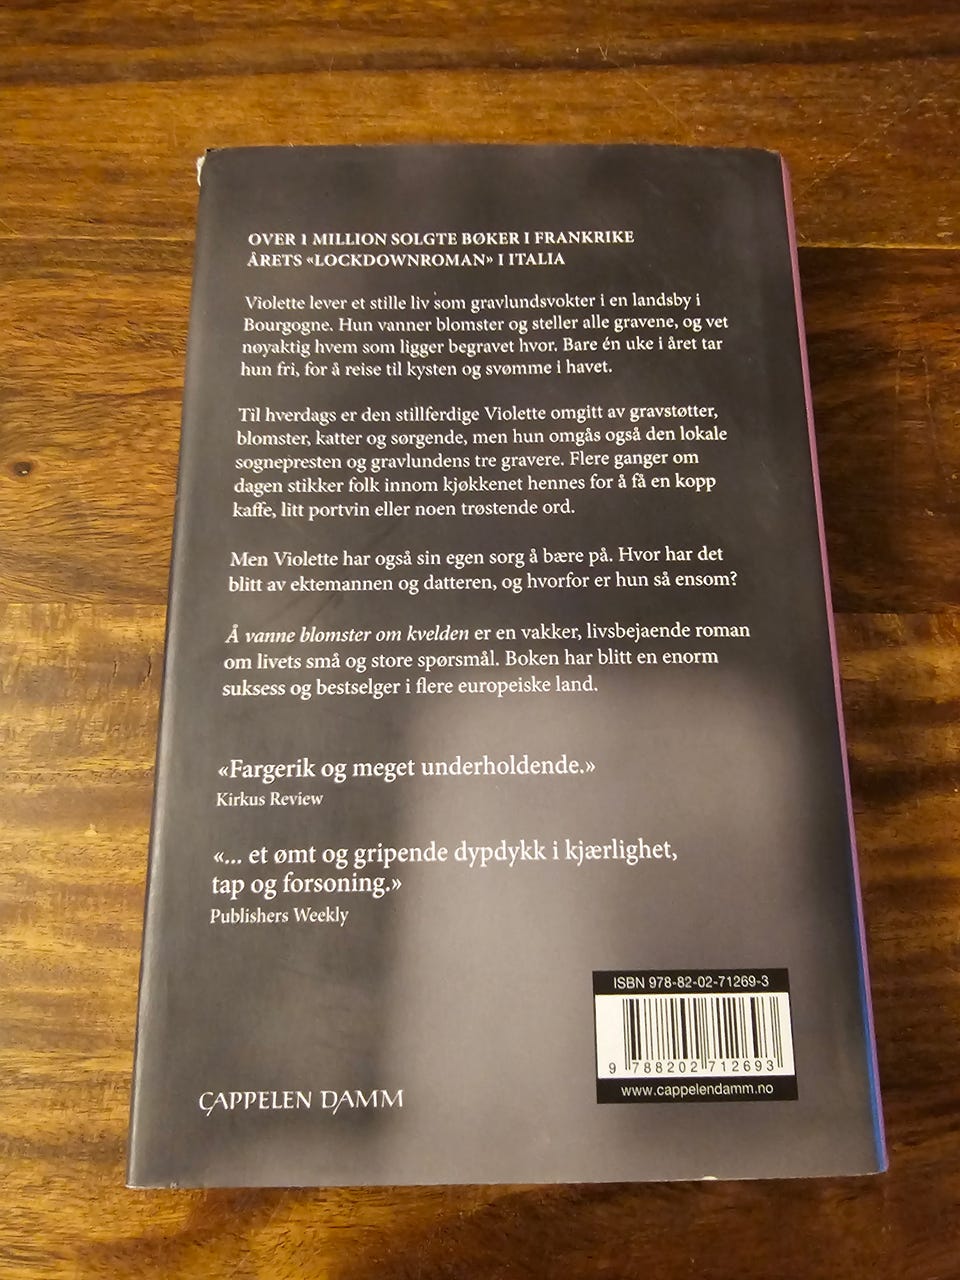 OVER 1 MILLION SOLGTE BØKER I FRANKRIKE
ÅRETS «LOCKDOWNROMAN» I ITALIA
Violette lever et stille liv som gravlundsvokter i en landsby i
Bourgogne. Hun vanner blomster og steller alle gravene, og vet
nøyaktig hvem som ligger begravet hvor. Bare én uke i året tar
hun fri, for å reise til kysten og svømme i havet.
Til hverdags er den stillferdige Violette omgitt av gravstøtter,
blomster, katter og sørgende, men hun omgås også den lokale
sognepresten og gravlundens tre gravere. Flere ganger om
dagen stikker folk innom kjøkkenet hennes for å få en kopp
kaffe, litt portvin eller noen trøstende ord.
Men Violette har også sin egen sorg å bære på. Hvor har det
blitt av ektemannen og datteren, og hvorfor er hun så ensom?
Å vanne blomster om kvelden er en vakker, livsbejaende roman
om livets små og store spørsmål. Boken har blitt en enorm
suksess og bestselger i flere europeiske land.
«Fargerik og meget underholdende.»
Kirkus Review
«... et ømt og gripende dypdykk i kjærlighet,
tap og forsoning.»
Publishers Weekly
ISBN 978-82-02-71269-3
9 788202 712693
www.cappelendamm.no
CAPPELEN DAMM